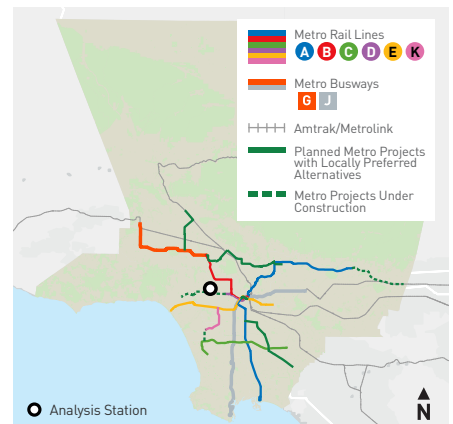 Metro Rail Lines
A B C D E K
Metro Busways
G J
Amtrak/Metrolink
Planned Metro Projects
with Locally Preferred
Alternatives
Metro Projects Under
Construction
Analysis Station
N